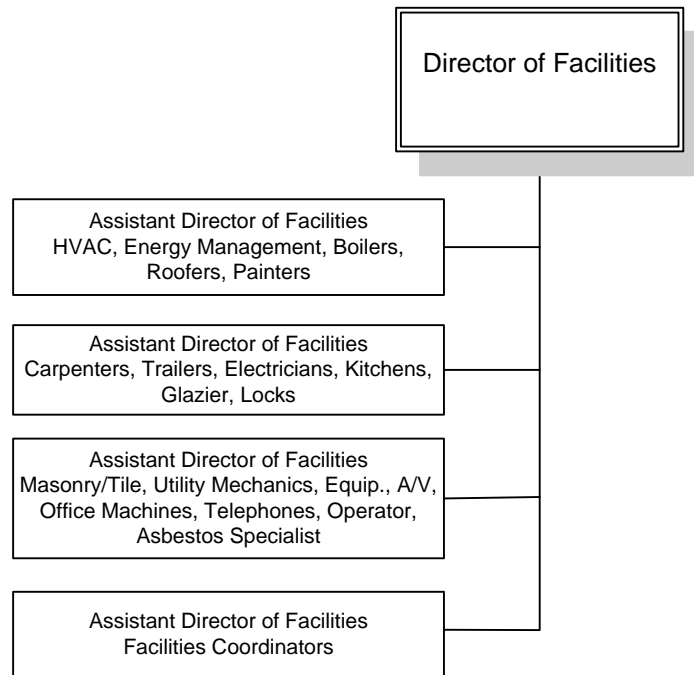 Director of Facilities
Assistant Director of Facilities
HVAC, Energy Management, Boilers,
Roofers, Painters
Assistant Director of Facilities
Carpenters, Trailers, Electricians, Kitchens,
Glazier, Locks
Assistant Director of Facilities
Masonry/Tile, Utility Mechanics, Equip., A/V,
Office Machines, Telephones, Operator,
Asbestos Specialist
Assistant Director of Facilities
Facilities Coordinators